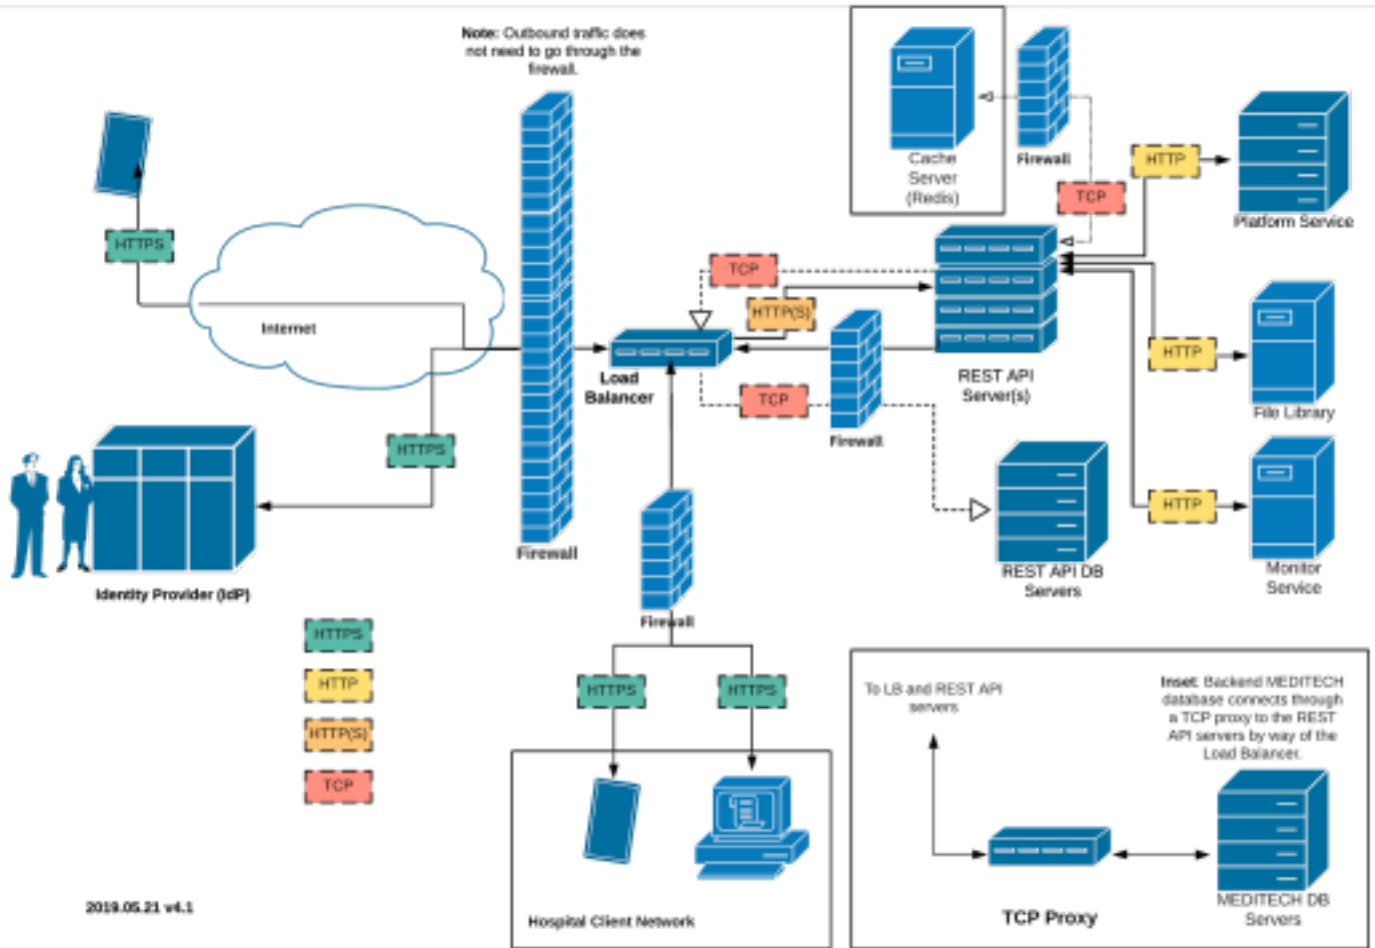 Note: Outbound traffic does
not need to go through the
firewall.
Cache
Server
(Redis)
Firewall
HTTP
TCP
Platform Service
HTTPS
Internet
TCP
HTTP(S)
Load
Balancer
REST API
Server(s)
HTTP
File Library
TCP
Firewall
HTTPS
HTTP
Firewall
REST API DB
Servers
Monitor
Service
Identity Provider (IdP)
Firewall
HTTPS
HTTP
HTTP(S)
TCP
HTTPS
HTTPS
To LB and REST API
servers
Inset: Backend MEDITECH
database connects through
a TCP proxy to the REST
API servers by way of the
Load Balancer.
2019.05.21 v4.1
Hospital Client Network
TCP Proxy
MEDITECH DB
Servers